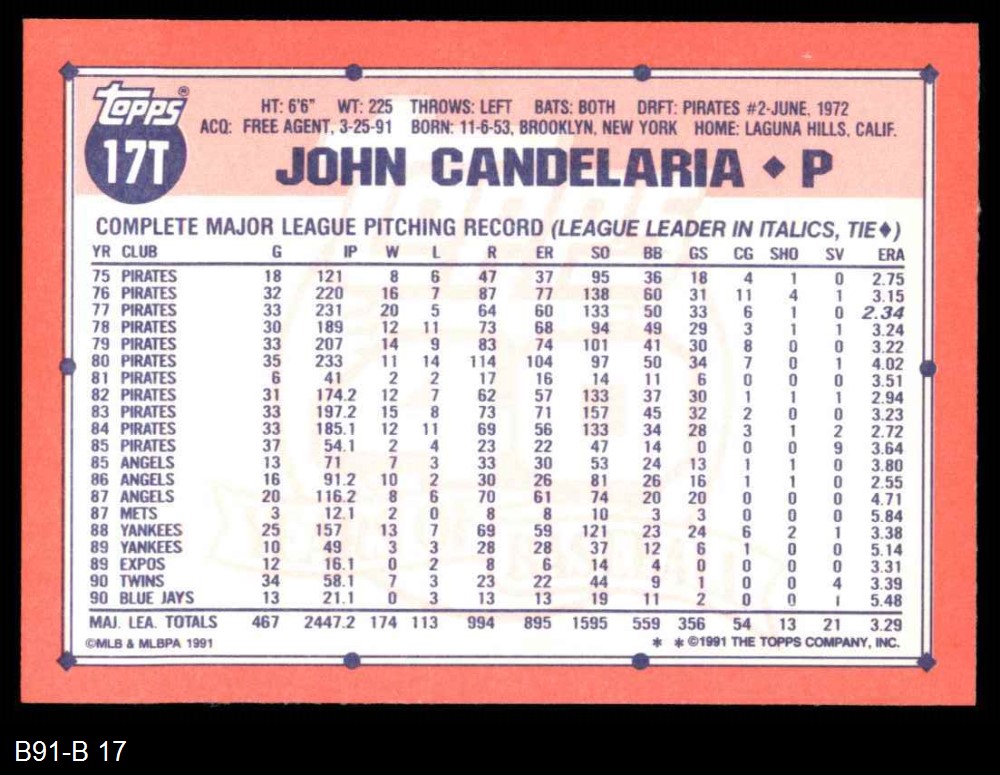 Topps®
17T
HT: 6'6" WT: 225 THROWS: LEFT BATS: BOTH DRFT: PIRATES #2-JUNE, 1972
ACQ: FREE AGENT, 3-25-91 BORN: 11-6-53, BROOKLYN, NEW YORK HOME: LAGUNA HILLS, CALIF.
JOHN CANDELARIA ♦ P
COMPLETE MAJOR LEAGUE PITCHING RECORD (LEAGUE LEADER IN ITALICS, TIE♦)
YR CLUB G IP W L R ER SO BB GS CG SHO SV ERA
75 PIRATES 18 121 8 6 47 37 95 36 18 4 1 0 2.75
76 PIRATES 32 220 16 7 87 77 138 60 31 11 4 1 3.15
77 PIRATES 33 231 20 5 64 60 133 50 33 6 1 0 2.34
78 PIRATES 30 189 12 11 73 68 94 49 29 3 1 1 3.24
79 PIRATES 33 207 14 9 83 74 101 41 30 8 0 0 3.22
80 PIRATES 35 233 11 14 114 104 97 50 34 7 0 1 4.02
81 PIRATES 6 41 2 2 17 16 14 11 6 0 0 0 3.51
82 PIRATES 31 174.2 12 7 62 57 133 37 30 1 1 1 2.94
83 PIRATES 33 197.2 15 8 73 71 157 45 32 2 0 0 3.23
84 PIRATES 33 185.1 12 11 69 56 133 34 28 3 1 2 2.72
85 PIRATES 37 54.1 2 4 23 22 47 14 0 0 0 9 3.64
85 ANGELS 13 71 7 3 33 30 53 24 13 1 1 0 3.80
86 ANGELS 16 91.2 10 2 30 26 81 26 16 1 1 0 2.55
87 ANGELS 20 116.2 8 6 70 61 74 20 20 0 0 0 4.71
87 METS 3 12.1 2 0 8 8 10 3 3 0 0 0 5.84
88 YANKEES 25 157 13 7 69 59 121 23 24 6 2 1 3.38
89 YANKEES 10 49 3 3 28 28 37 12 6 1 0 0 5.14
89 EXPOS 12 16.1 0 2 8 6 14 4 0 0 0 0 3.31
90 TWINS 34 58.1 7 3 23 22 44 9 1 0 0 4 3.39
90 BLUE JAYS 13 21.1 0 3 13 13 19 11 2 0 0 1 5.48
MAJ. LEA. TOTALS 467 2447.2 174 113 994 895 1595 559 356 54 13 21 3.29
©MLB & MLBPA 1991 * * ©1991 THE TOPPS COMPANY, INC.
B91-B 17